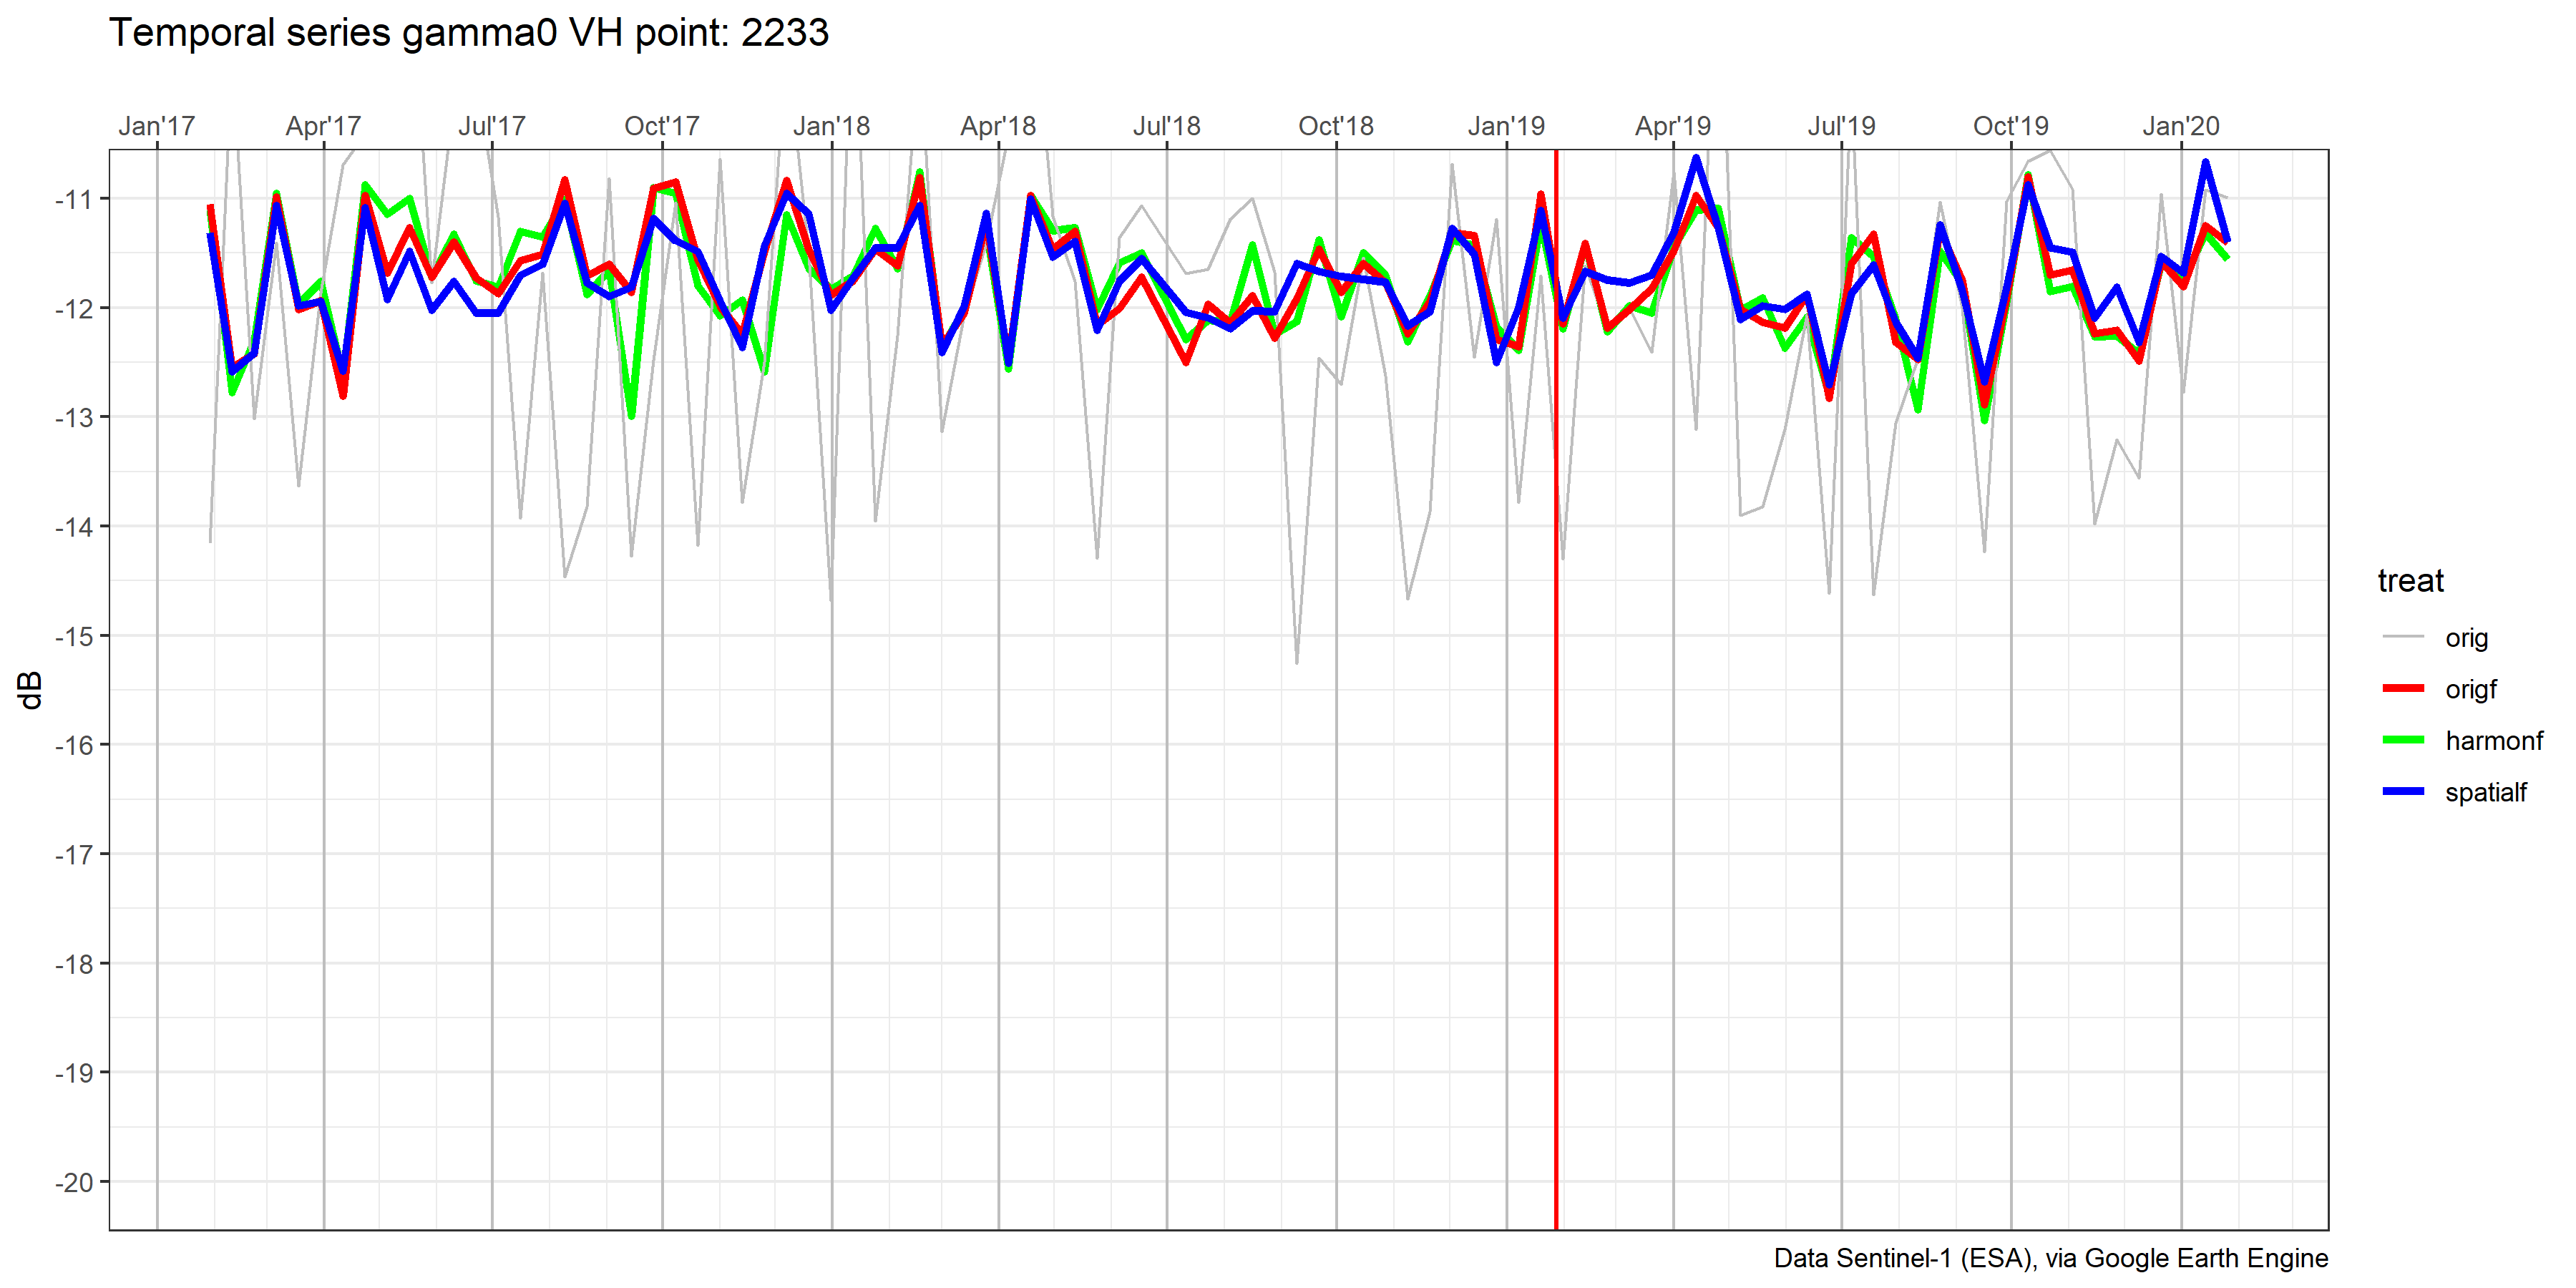 Temporal series gamma0 VH point: 2233
Jan'17 Apr'17 Jul'17 Oct'17 Jan'18 Apr'18 Jul'18 Oct'18 Jan'19 Apr'19 Jul'19 Oct'19 Jan'20
-11
-12
-13
-14
-15
-16
-17
-18
-19
-20
dB
treat
orig
origf
harmonf
spatialf
Data Sentinel-1 (ESA), via Google Earth Engine